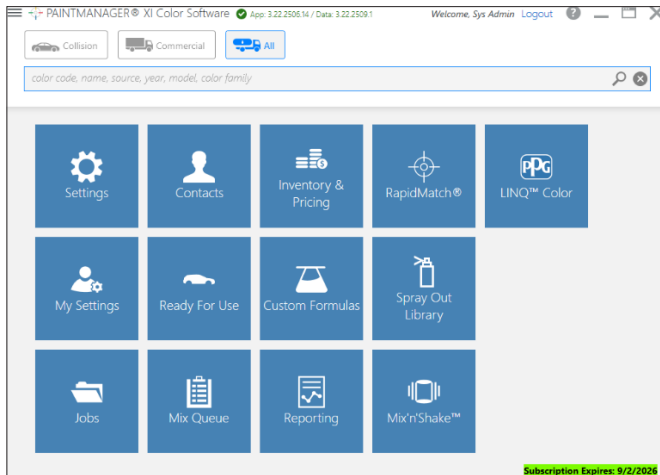 PAINTMANAGER® XI Color Software App: 3.22.2506.14 / Data: 3.22.2509.1 Welcome, Sys Admin Logout ?
Collision Commercial All
color code, name, source, year, model, color family
Settings
Contacts
Inventory &
Pricing
RapidMatch®
PPG
LINQ™ Color
My Settings
Ready For Use
Custom Formulas
Spray Out
Library
Jobs
Mix Queue
Reporting
Mix'n'Shake™
Subscription Expires: 9/2/2026